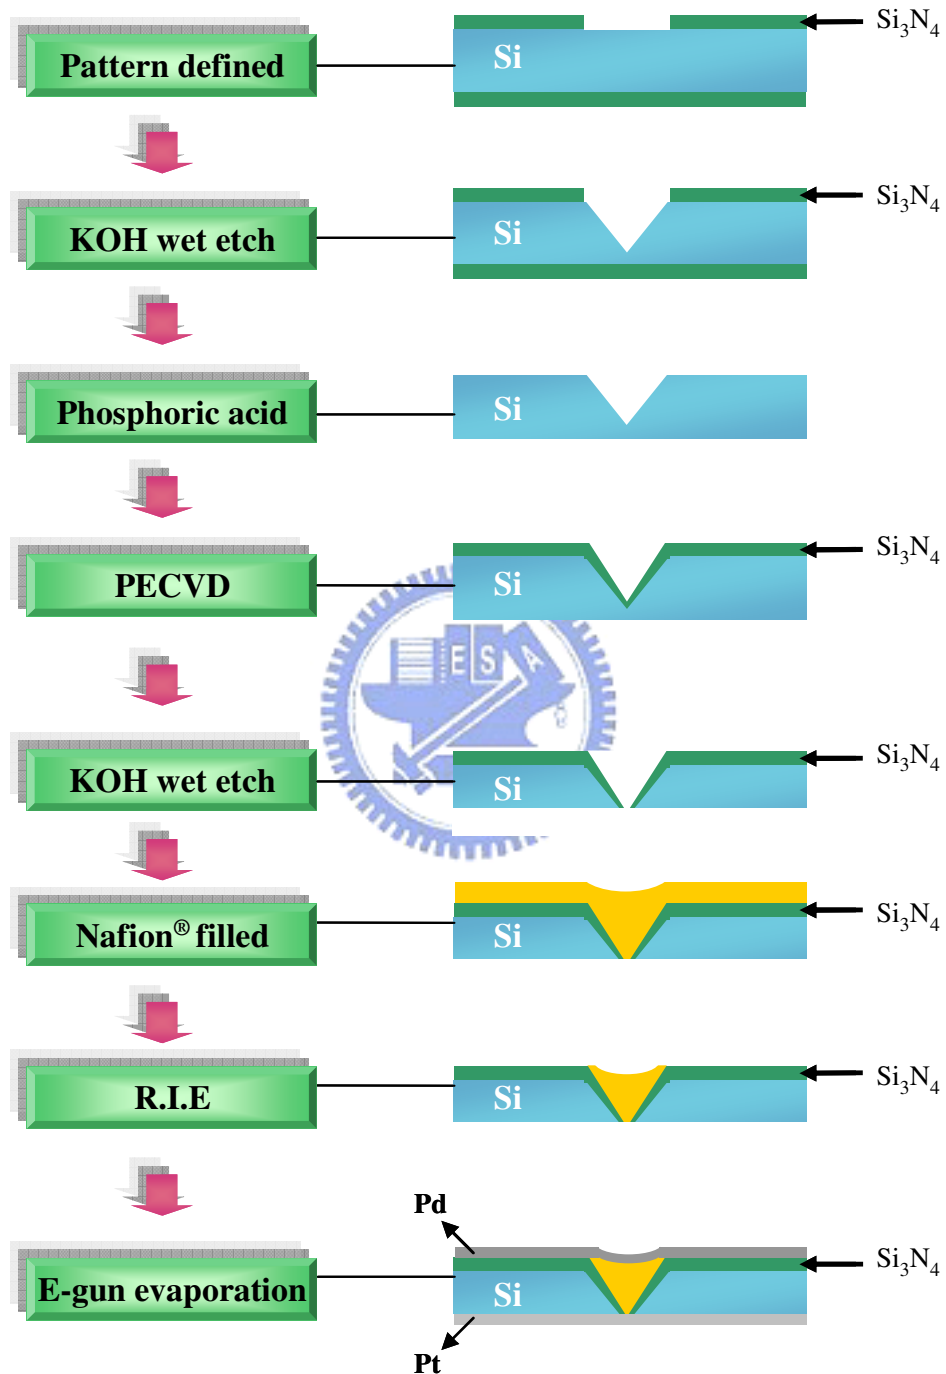 Si₃N₄
Pattern defined
Si
KOH wet etch
Si
Si₃N₄
Phosphoric acid
Si
PECVD
Si
Si₃N₄
E S A
KOH wet etch
Si
Si₃N₄
Nafion® filled
Si
Si₃N₄
R.I.E
Si
Si₃N₄
Pd
E-gun evaporation
Si
Si₃N₄
Pt